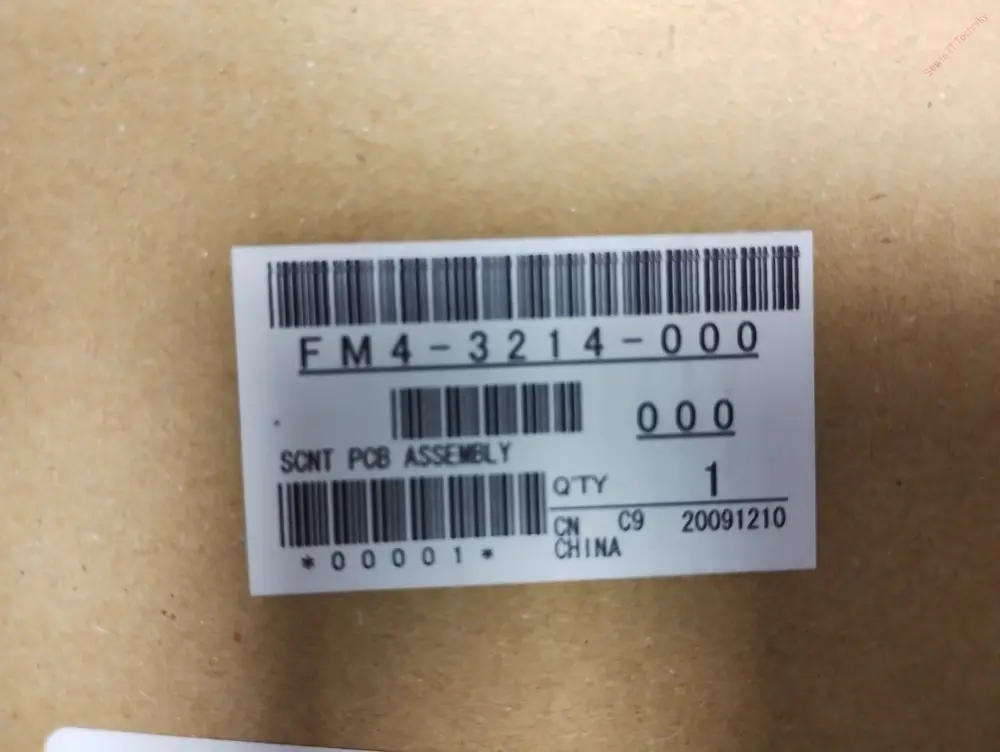 FM4-3214-000
000
SCNT PCB ASSEMBLY
Q'TY 1
CN C9 20091210
CHINA
*00001*